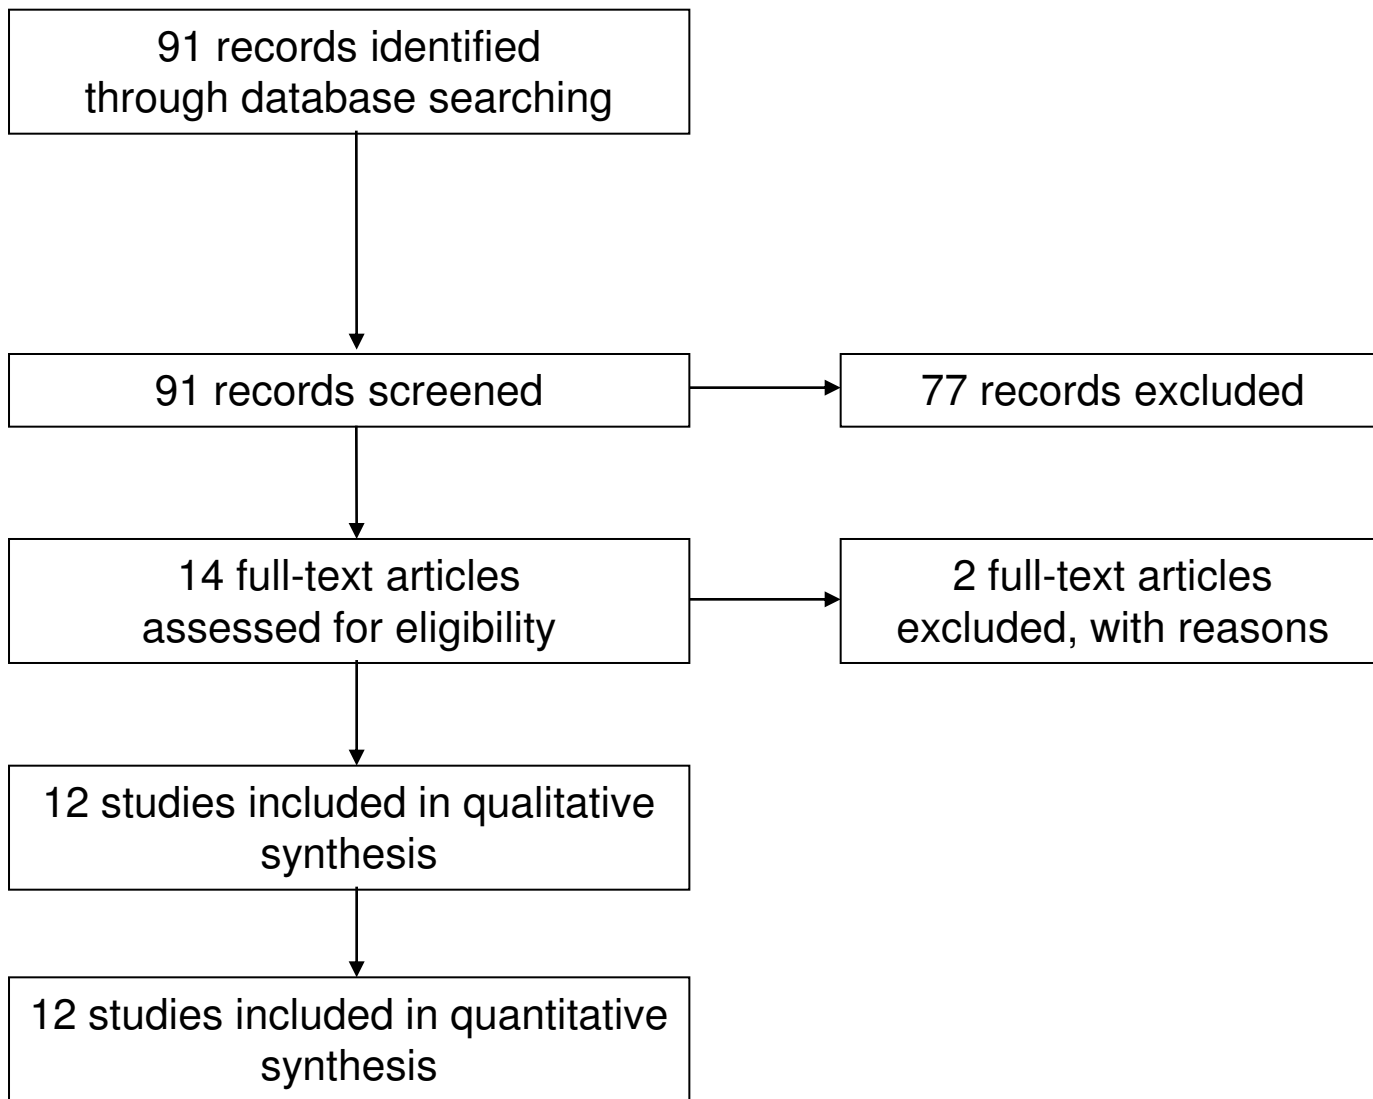 91 records identified
through database searching
91 records screened
77 records excluded
14 full-text articles
assessed for eligibility
2 full-text articles
excluded, with reasons
12 studies included in qualitative
synthesis
12 studies included in quantitative
synthesis